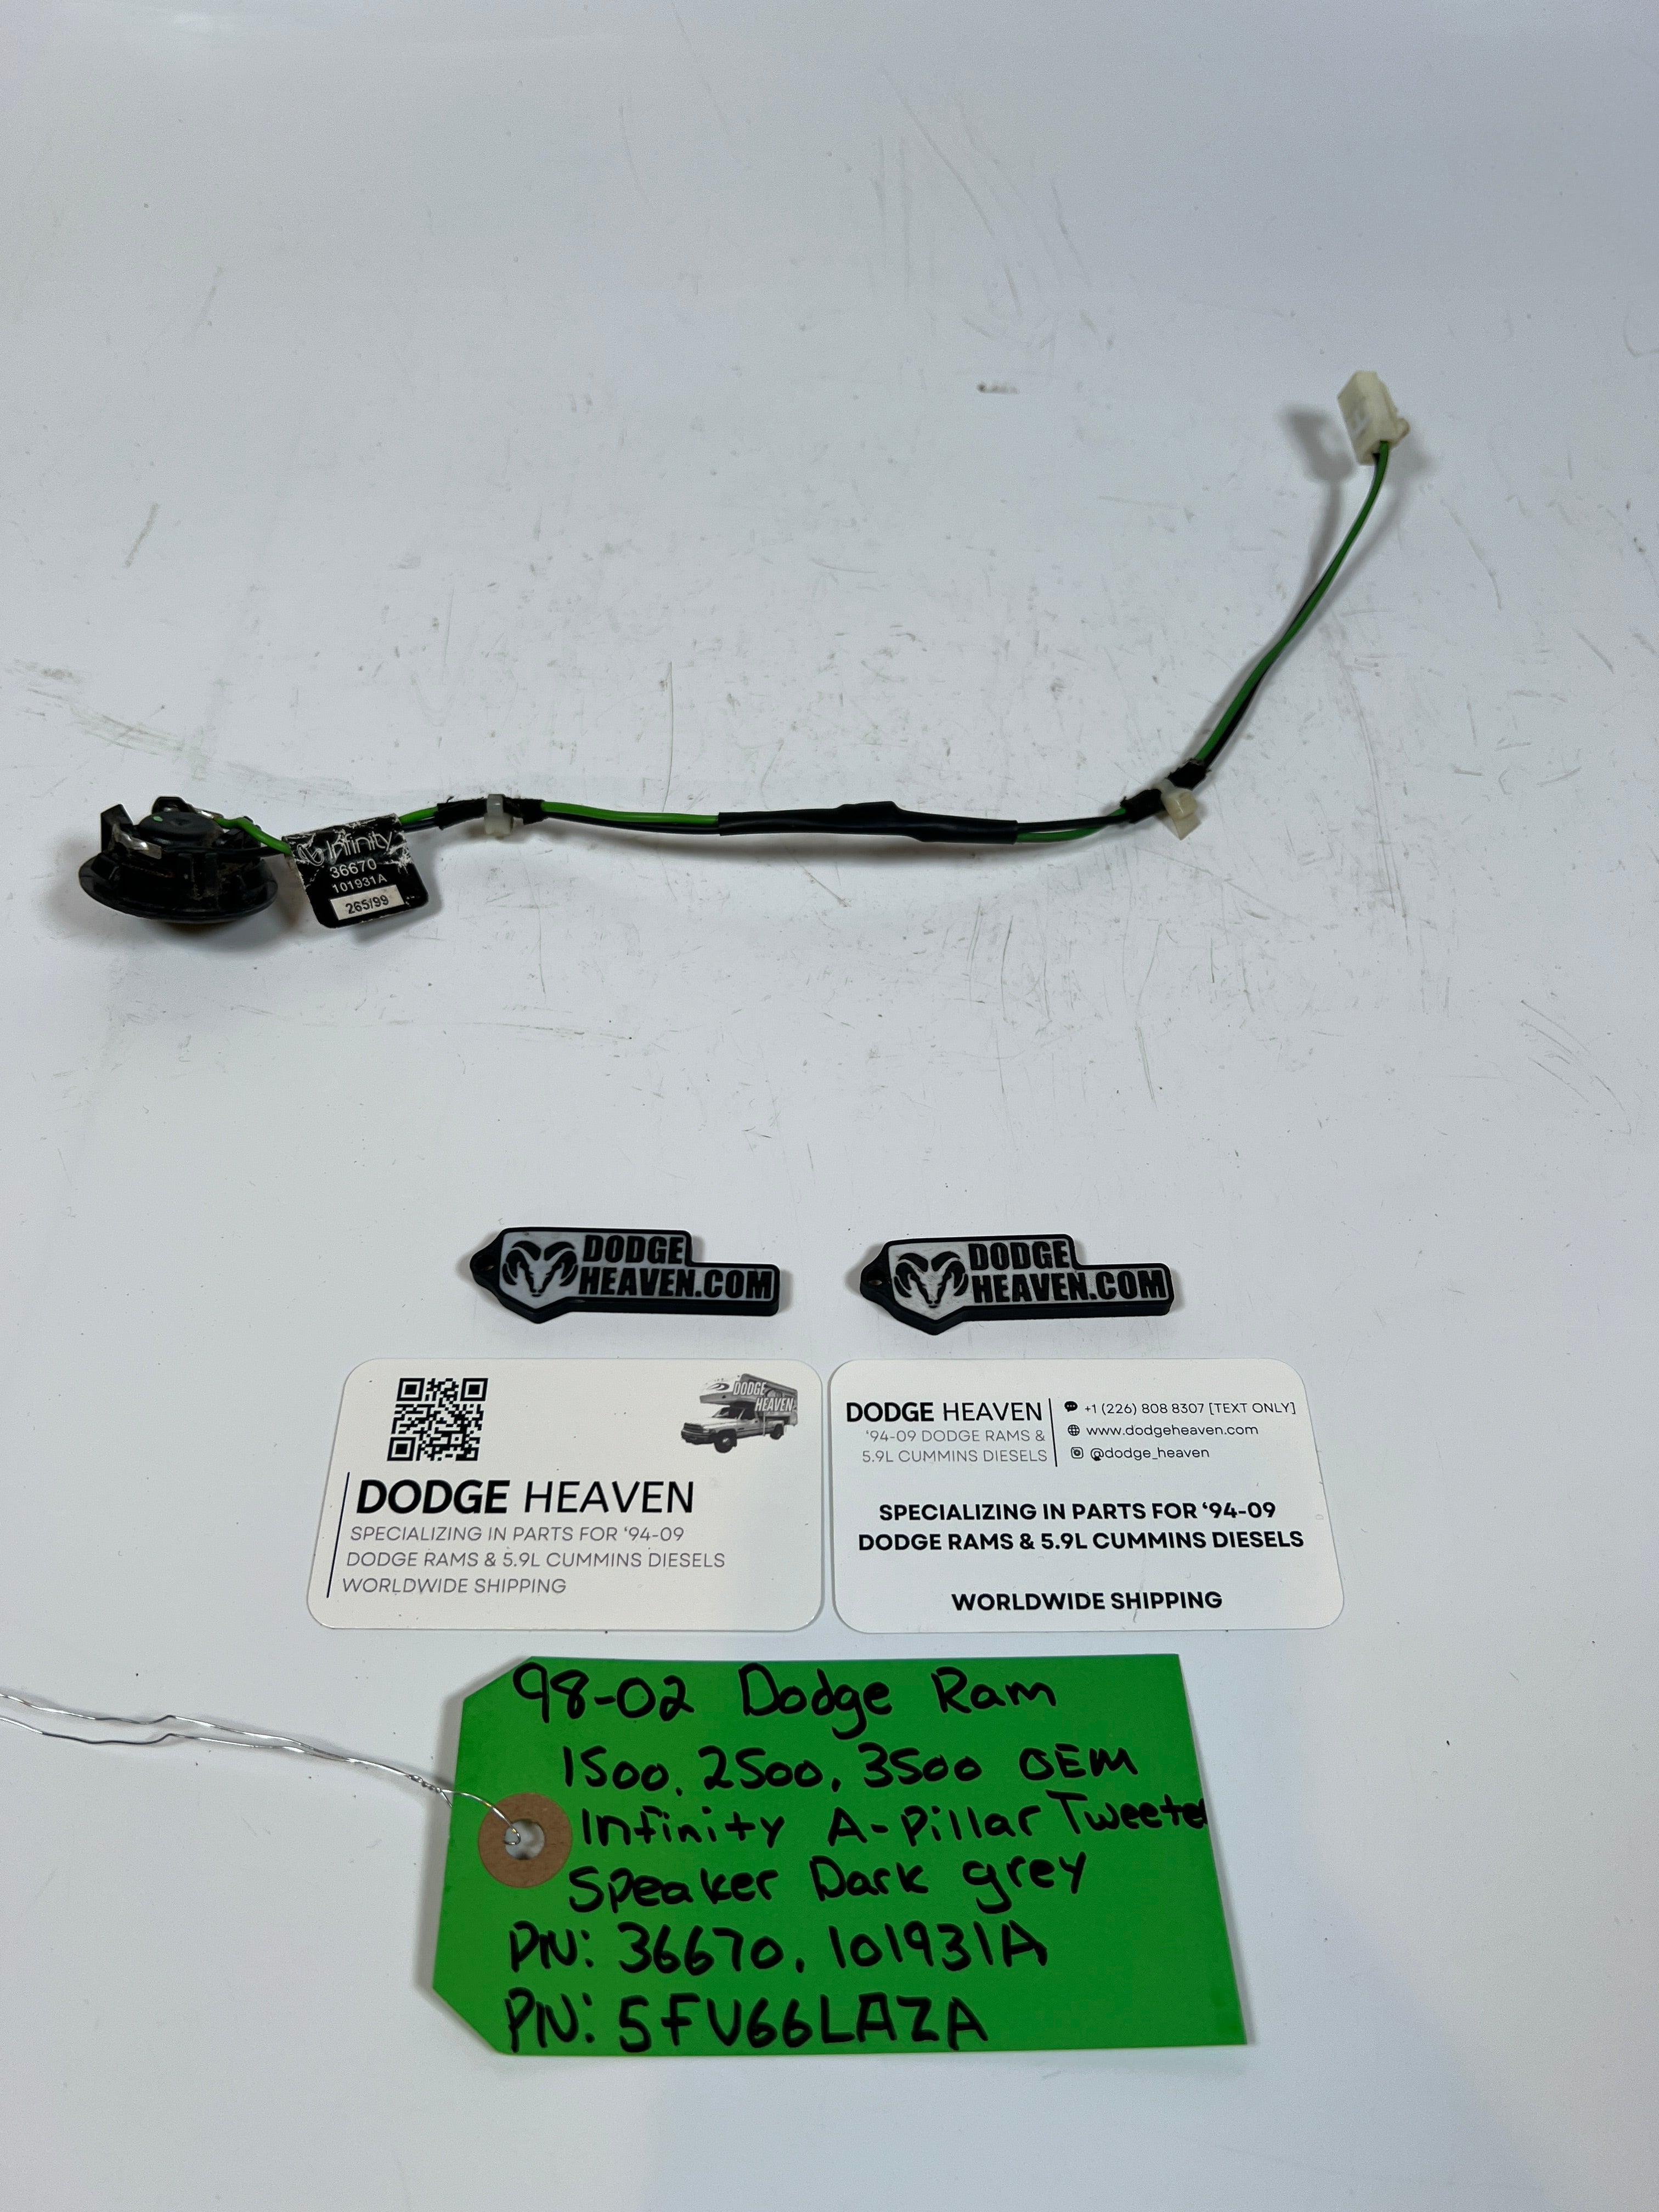 Infinity
36670
101931A
265/99
DODGE
HEAVEN.COM
DODGE
HEAVEN.COM
DODGE
HEAVEN
DODGE HEAVEN
SPECIALIZING IN PARTS FOR ‘94-09
DODGE RAMS & 5.9L CUMMINS DIESELS
WORLDWIDE SHIPPING
DODGE HEAVEN
‘94-09 DODGE RAMS &
5.9L CUMMINS DIESELS
+1 (226) 808 8307 [TEXT ONLY]
www.dodgeheaven.com
@dodge_heaven
SPECIALIZING IN PARTS FOR ‘94-09
DODGE RAMS & 5.9L CUMMINS DIESELS
WORLDWIDE SHIPPING
98-02 Dodge Ram
1500, 2500, 3500 OEM
Infinity A-Pillar Tweeter
Speaker Dark grey
PN: 36670, 101931A
PN: 5FV66LAZA